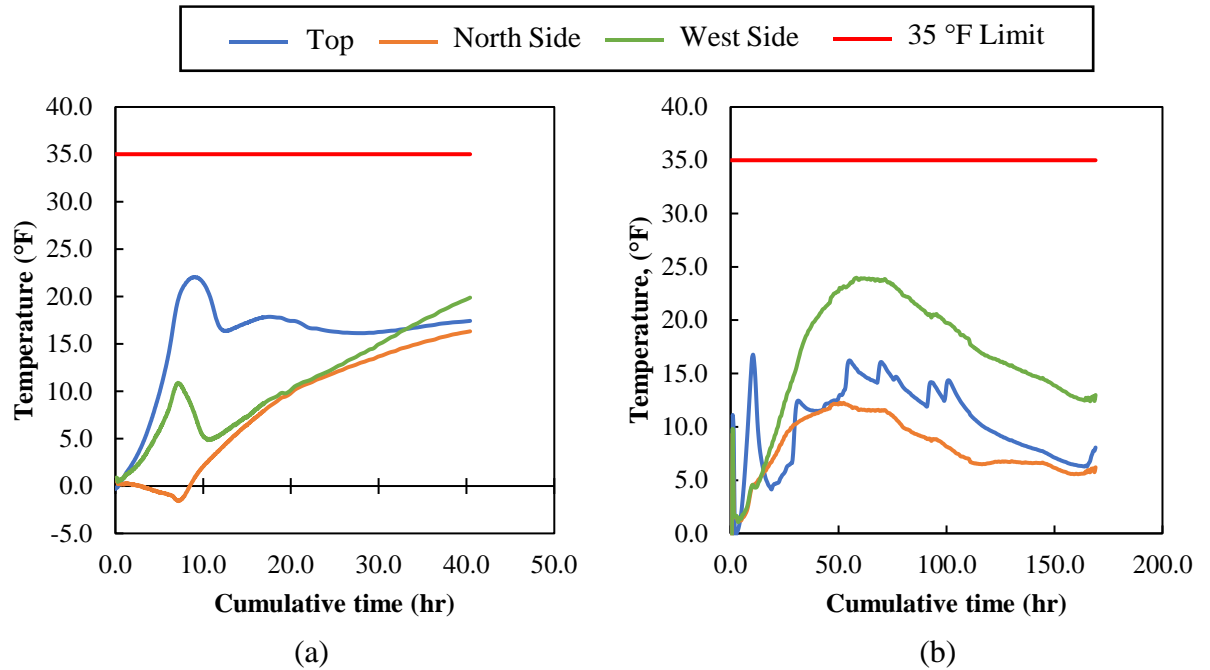 Top North Side West Side 35 °F Limit
40.0
35.0
30.0
25.0
20.0
15.0
10.0
5.0
0.0
-5.0
Temperature (°F)
0.0 10.0 20.0 30.0 40.0 50.0
Cumulative time (hr)
(a)
40.0
35.0
30.0
25.0
20.0
15.0
10.0
5.0
0.0
Temperature, (°F)
0.0 50.0 100.0 150.0 200.0
Cumulative time (hr)
(b)